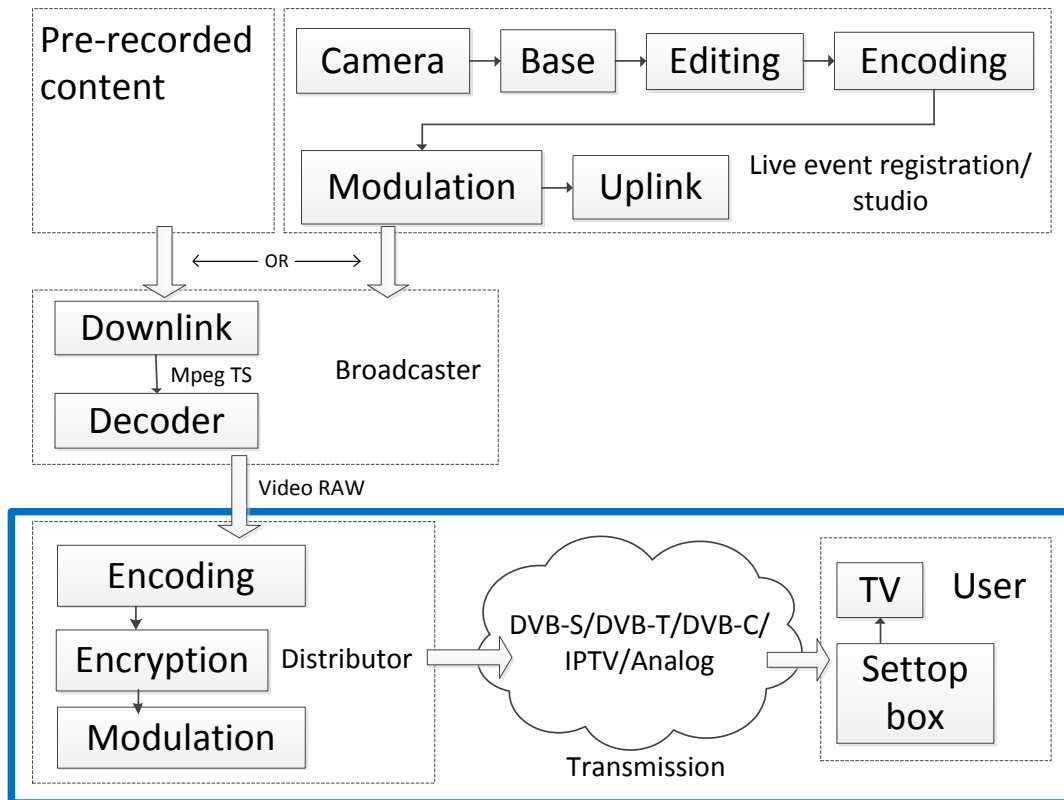 Pre-recorded
content
Camera
Base
Editing
Encoding
Modulation
Uplink
Live event registration/
studio
OR
Downlink
Mpeg TS
Decoder
Broadcaster
Video RAW
Encoding
Encryption
Modulation
Distributor
DVB-S/DVB-T/DVB-C/
IPTV/Analog
Transmission
TV
User
Settop
box